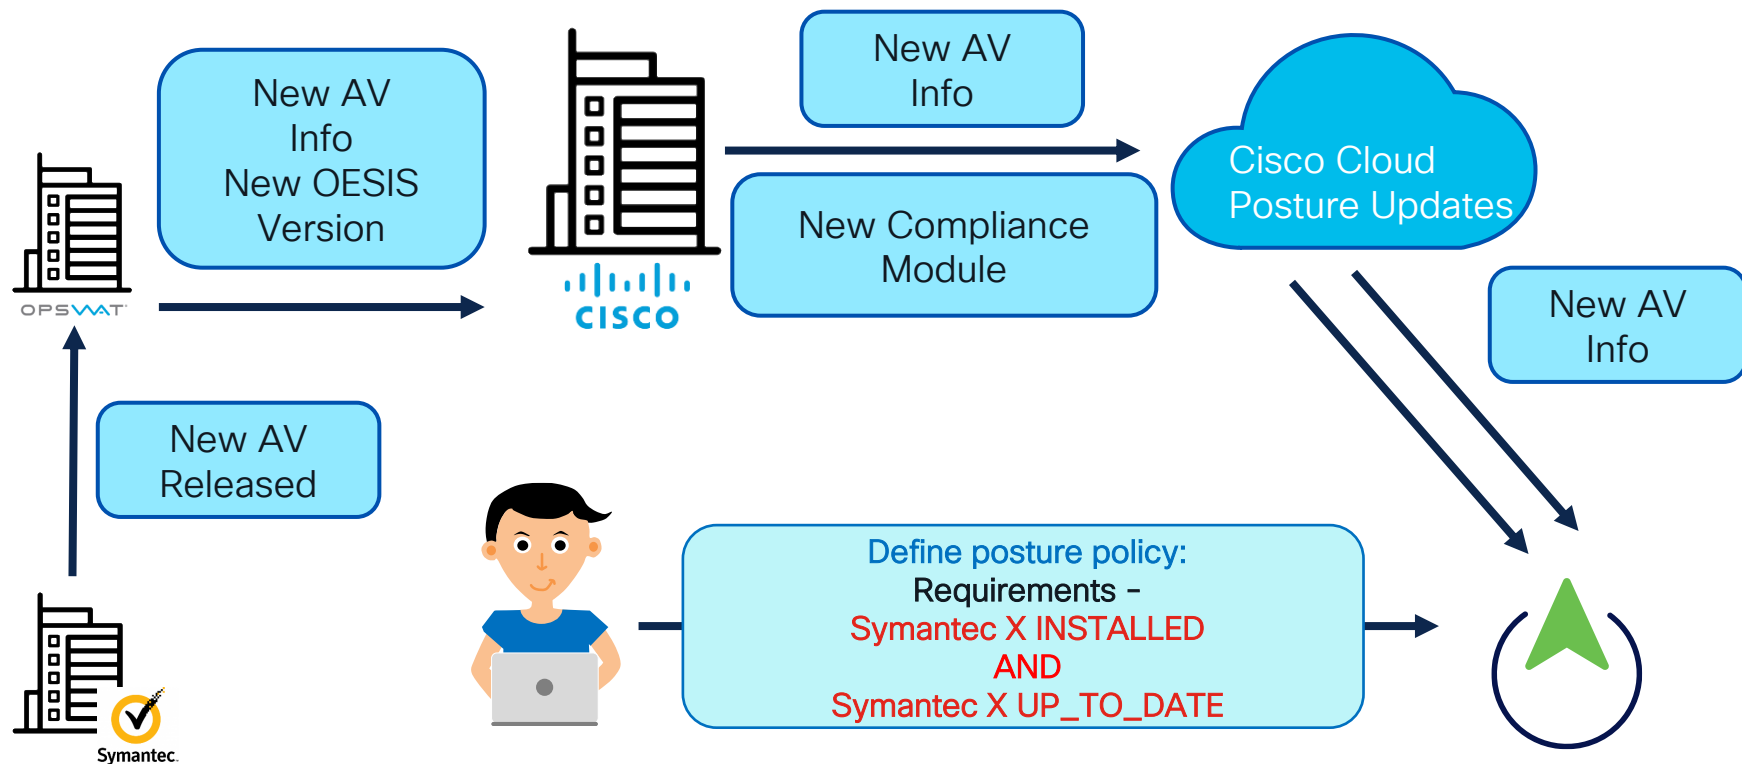 New AV
Info
New OESIS
Version
New AV
Info
Cisco Cloud
Posture Updates
New Compliance
Module
OPSWAT
CISCO
New AV
Info
New AV
Released
Define posture policy:
Requirements -
Symantec X INSTALLED
AND
Symantec X UP_TO_DATE
Symantec.